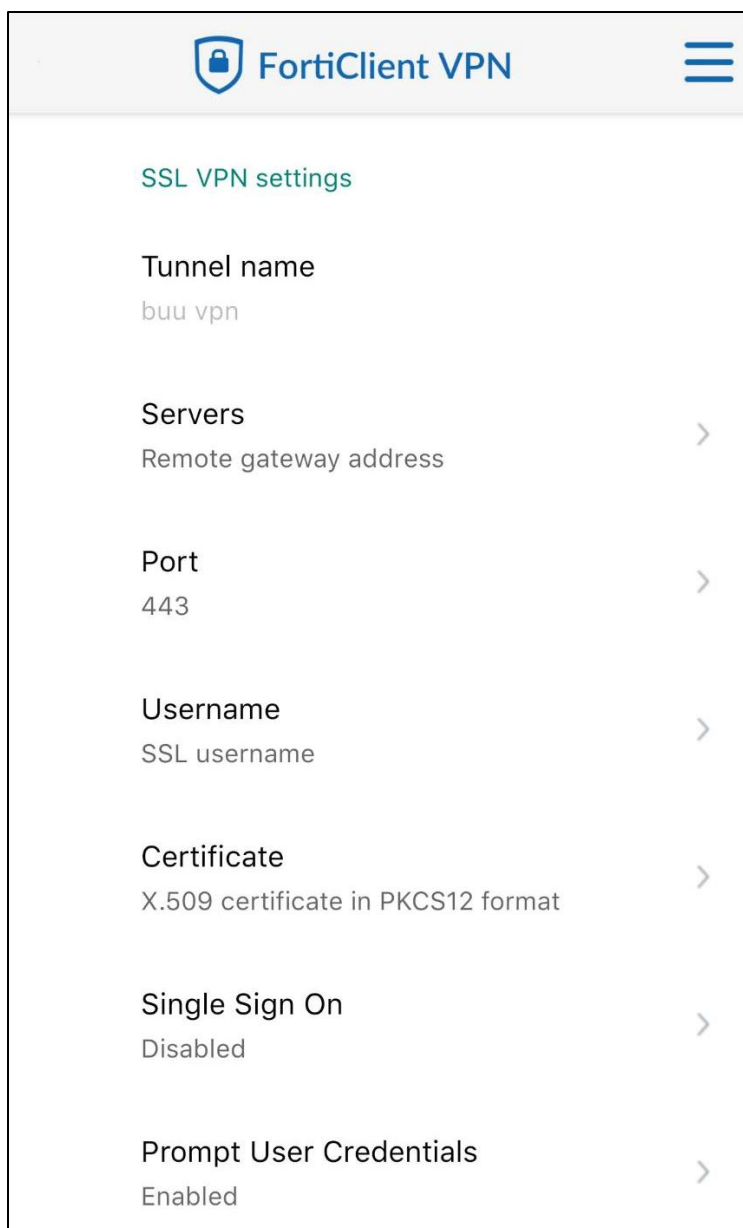 FortiClient VPN
SSL VPN settings
Tunnel name
buu vpn
Servers
Remote gateway address
Port
443
Username
SSL username
Certificate
X.509 certificate in PKCS12 format
Single Sign On
Disabled
Prompt User Credentials
Enabled